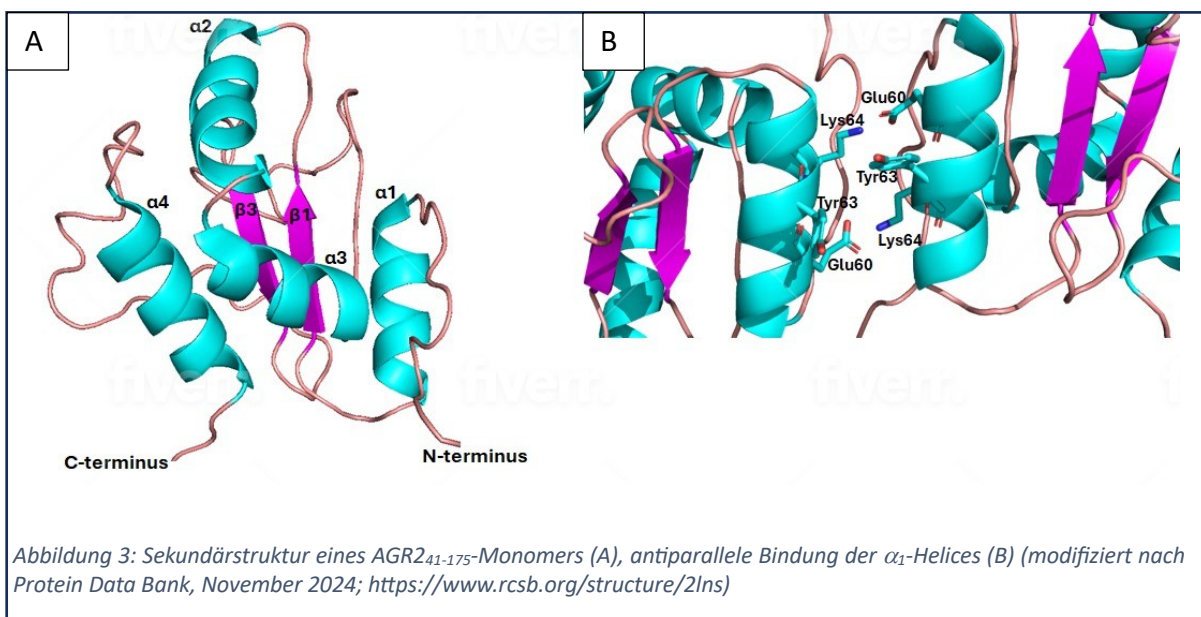 A
α2
α4
β3
β1
α1
α3
C-terminus
N-terminus
B
Glu60
Lys64
Tyr63
Tyr63
Lys64
Glu60
Abbildung 3: Sekundärstruktur eines AGR2₄₁₋₁₇₅-Monomers (A), antiparallele Bindung der α₁-Helices (B) (modifiziert nach
Protein Data Bank, November 2024; https://www.rcsb.org/structure/2lns)